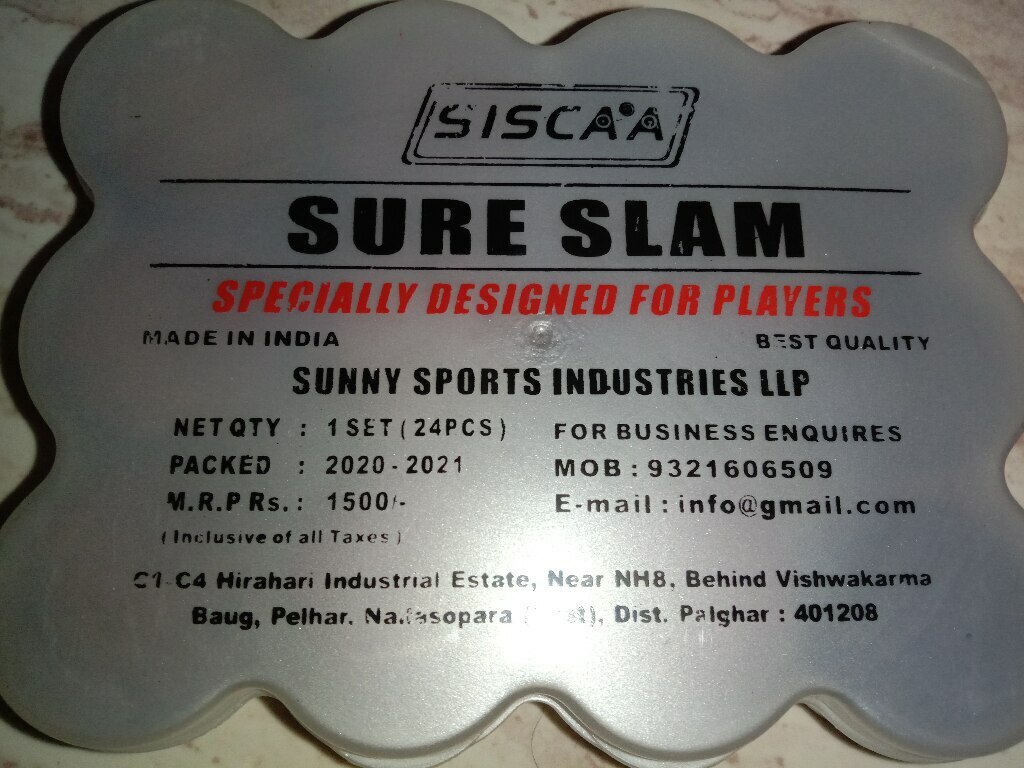 SISCAA
SURE SLAM
SPECIALLY DESIGNED FOR PLAYERS
MADE IN INDIA BEST QUALITY
SUNNY SPORTS INDUSTRIES LLP
NET QTY : 1 SET ( 24PCS ) FOR BUSINESS ENQUIRES
PACKED : 2020 - 2021 MOB : 9321606509
M.R.P Rs. : 1500/- E-mail : info@gmail.com
( Inclusive of all Taxes )
C1-C4 Hirahari Industrial Estate, Near NH8, Behind Vishwakarma
Baug, Pelhar, Dist. Palghar : 401208